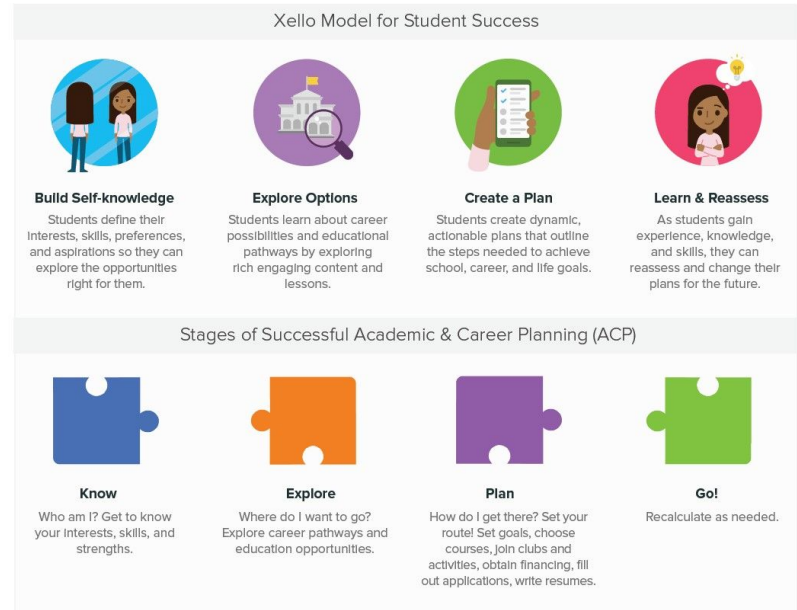 Xello Model for Student Success
Build Self-knowledge
Students define their
interests, skills, preferences,
and aspirations so they can
explore the opportunities
right for them.
Explore Options
Students learn about career
possibilities and educational
pathways by exploring
rich engaging content and
lessons.
Create a Plan
Students create dynamic,
actionable plans that outline
the steps needed to achieve
school, career, and life goals.
Learn & Reassess
As students gain
experience, knowledge,
and skills, they can
reassess and change their
plans for the future.
Stages of Successful Academic & Career Planning (ACP)
Know
Who am I? Get to know
your interests, skills, and
strengths.
Explore
Where do I want to go?
Explore career pathways and
education opportunities.
Plan
How do I get there? Set your
route! Set goals, choose
courses, join clubs and
activities, obtain financing, fill
out applications, write resumes.
Go!
Recalculate as needed.